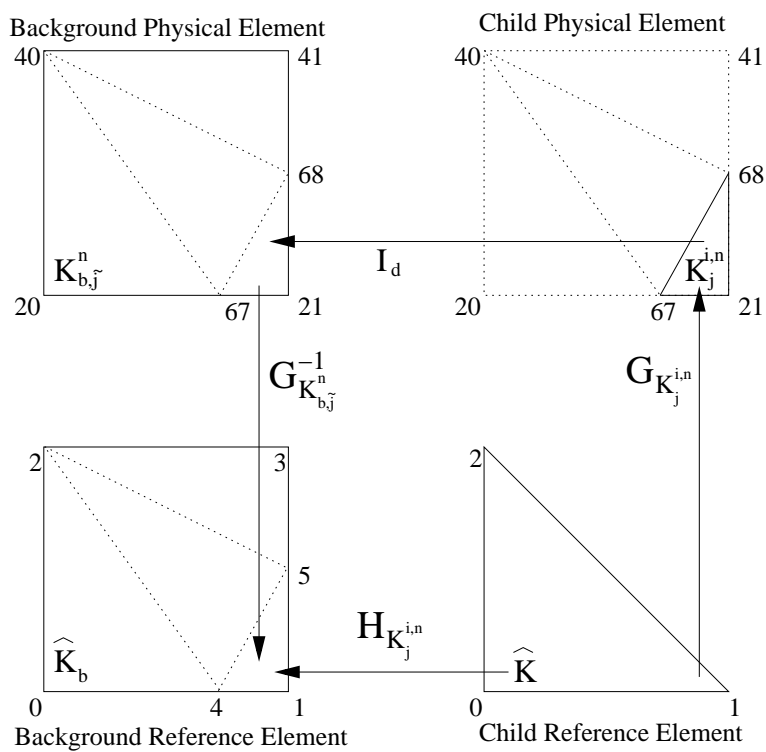 Background Physical Element
Child Physical Element
40
41
40
41
68
68
I_d
K^n_{b,j̃}
K^{i,n}_j
20
67
21
20
67
21
G^{-1}_{K^n_{b,j̃}}
G_{K^{i,n}_j}
2
3
2
5
H_{K^{i,n}_j}
K̂_b
K̂
0
4
1
0
1
Background Reference Element
Child Reference Element